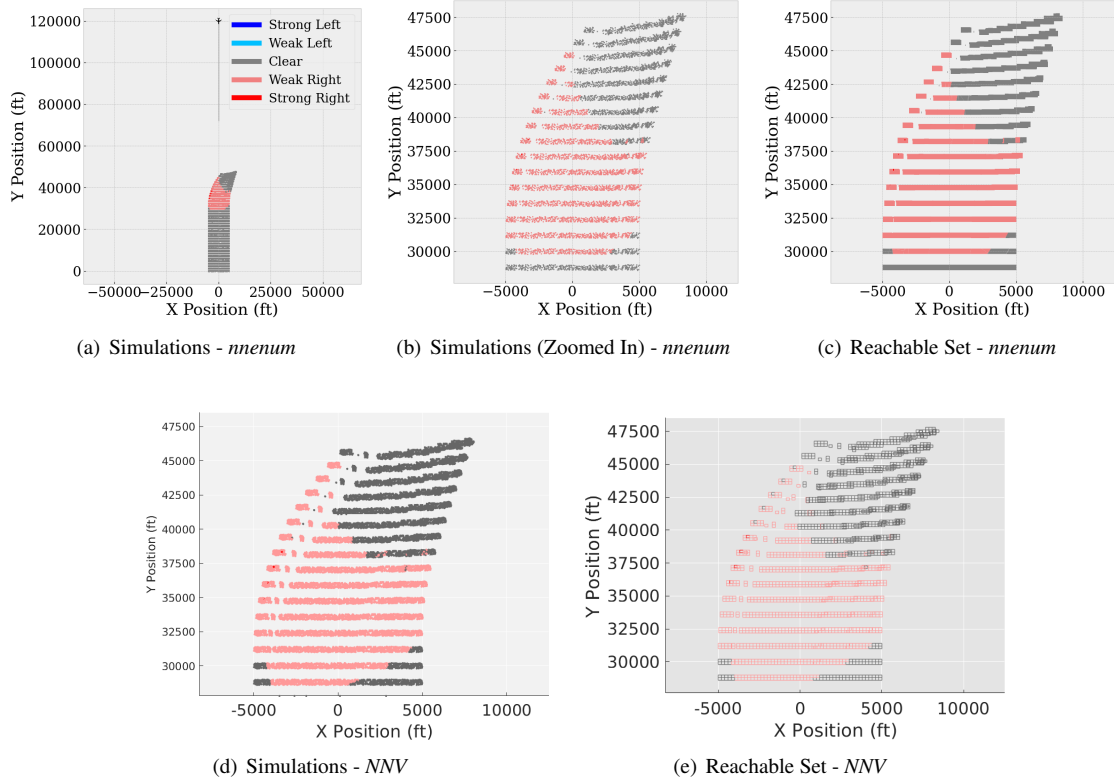 120000
100000
80000
60000
40000
20000
0
Y Position (ft)
Strong Left
Weak Left
Clear
Weak Right
Strong Right
−50000−25000 0 25000 50000
X Position (ft)
(a) Simulations - nnenum
47500
45000
42500
40000
37500
35000
32500
30000
Y Position (ft)
−5000 0 5000 10000
X Position (ft)
(b) Simulations (Zoomed In) - nnenum
47500
45000
42500
40000
37500
35000
32500
30000
Y Position (ft)
−5000 0 5000 10000
X Position (ft)
(c) Reachable Set - nnenum
47500
45000
42500
40000
37500
35000
32500
30000
Y Position (ft)
-5000 0 5000 10000
X Position (ft)
(d) Simulations - NNV
47500
45000
42500
40000
37500
35000
32500
30000
Y Position (ft)
-5000 0 5000 10000
X Position (ft)
(e) Reachable Set - NNV